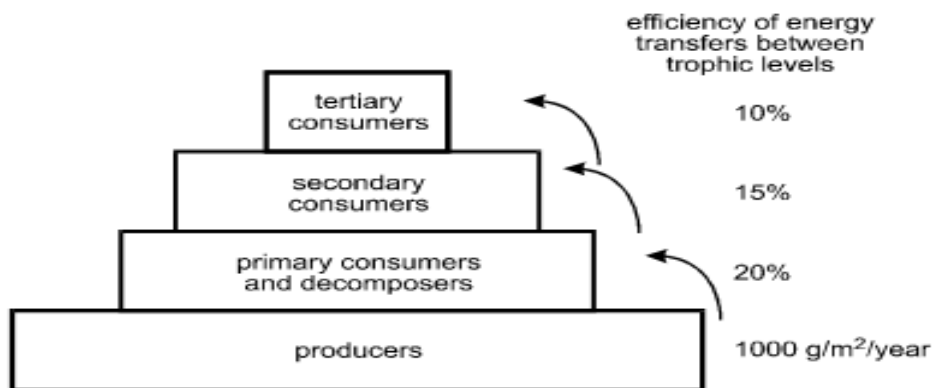 efficiency of energy
transfers between
trophic levels
tertiary
consumers
10%
secondary
consumers
15%
primary consumers
and decomposers
20%
producers
1000 g/m²/year